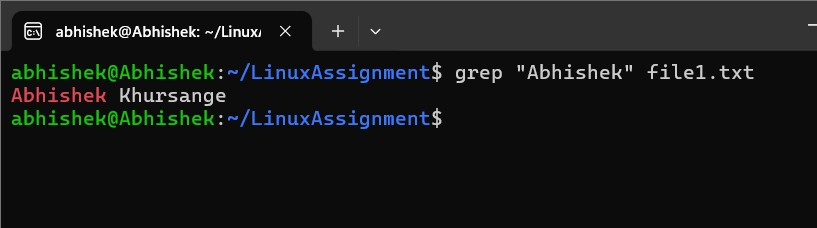 abhishek@Abhishek: ~/Linux/
abhishek@Abhishek:~/LinuxAssignment$ grep "Abhishek" file1.txt
Abhishek Khursange
abhishek@Abhishek:~/LinuxAssignment$